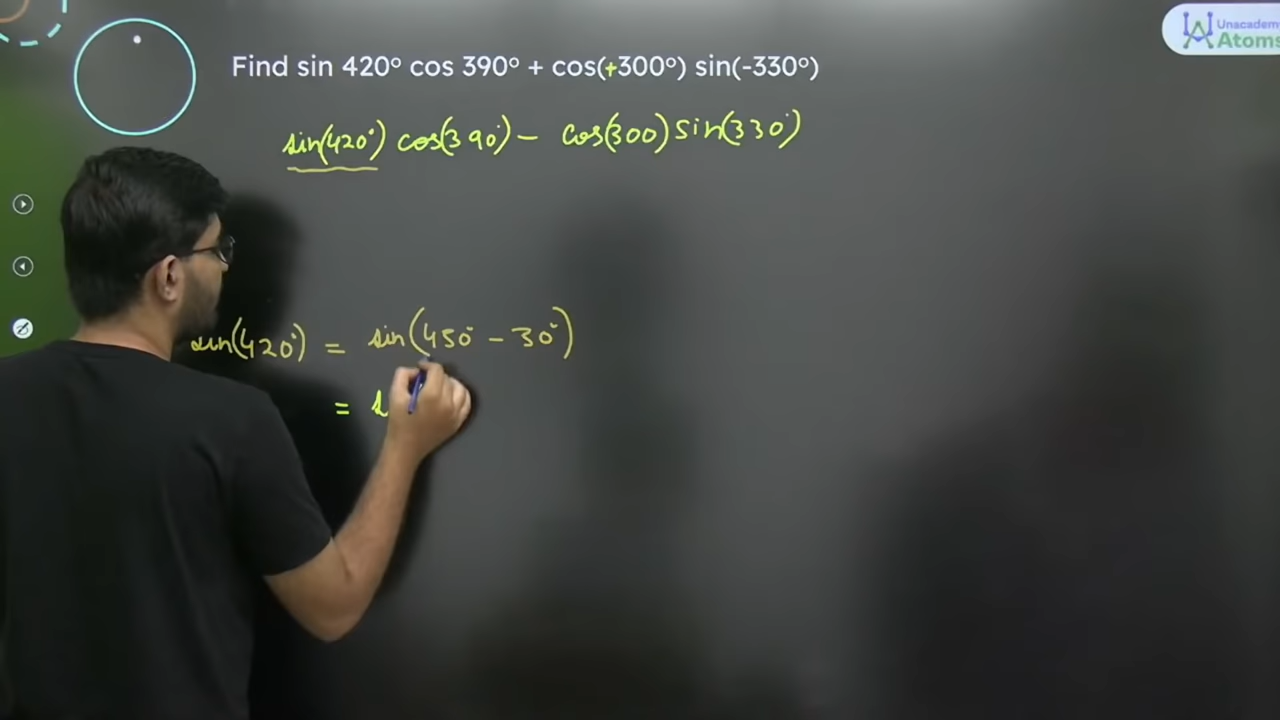 Unacademy
Atoms
Find sin 420° cos 390° + cos(+300°) sin(-330°)
sin(420°) cos(390°) – cos(300) sin(330°)
sin(420°) = sin(450° – 30°)
=